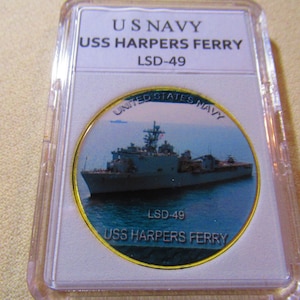 U S NAVY
USS HARPERS FERRY
LSD-49
UNITED STATES NAVY
LSD-49
USS HARPERS FERRY